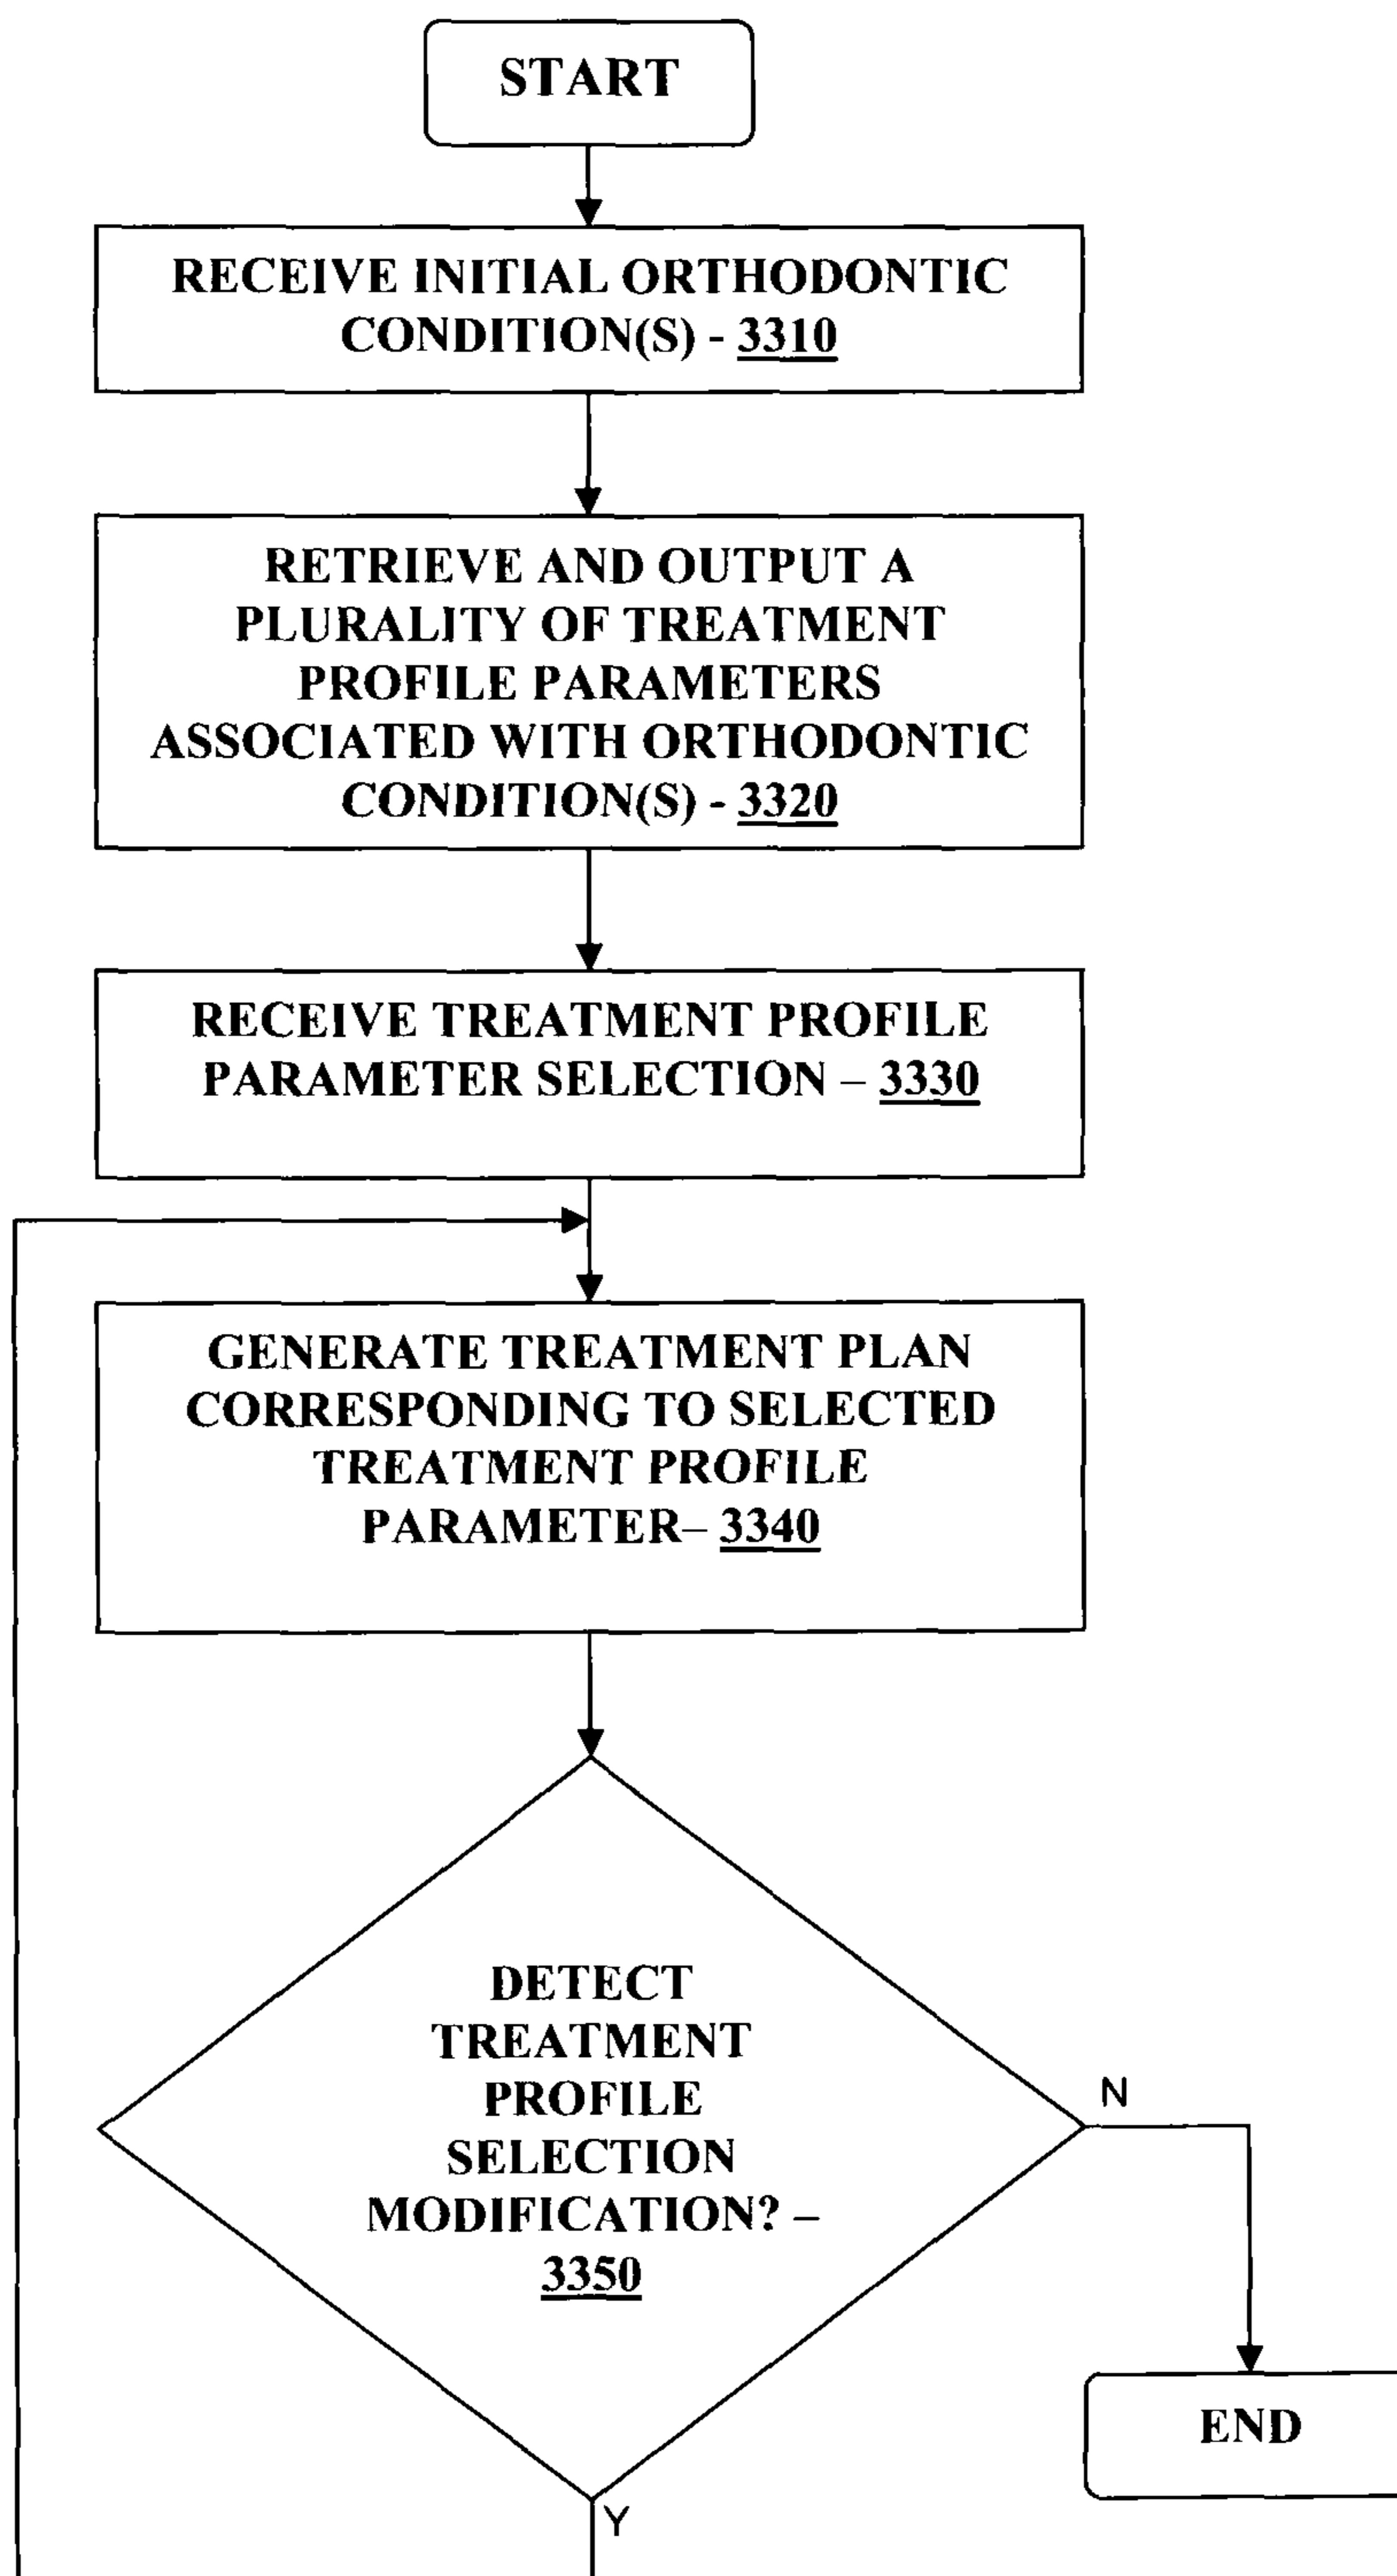 START
RECEIVE INITIAL ORTHODONTIC
CONDITION(S) - 3310
RETRIEVE AND OUTPUT A
PLURALITY OF TREATMENT
PROFILE PARAMETERS
ASSOCIATED WITH ORTHODONTIC
CONDITION(S) - 3320
RECEIVE TREATMENT PROFILE
PARAMETER SELECTION – 3330
GENERATE TREATMENT PLAN
CORRESPONDING TO SELECTED
TREATMENT PROFILE
PARAMETER– 3340
DETECT
TREATMENT
PROFILE
SELECTION
MODIFICATION? –
3350
N
END
Y